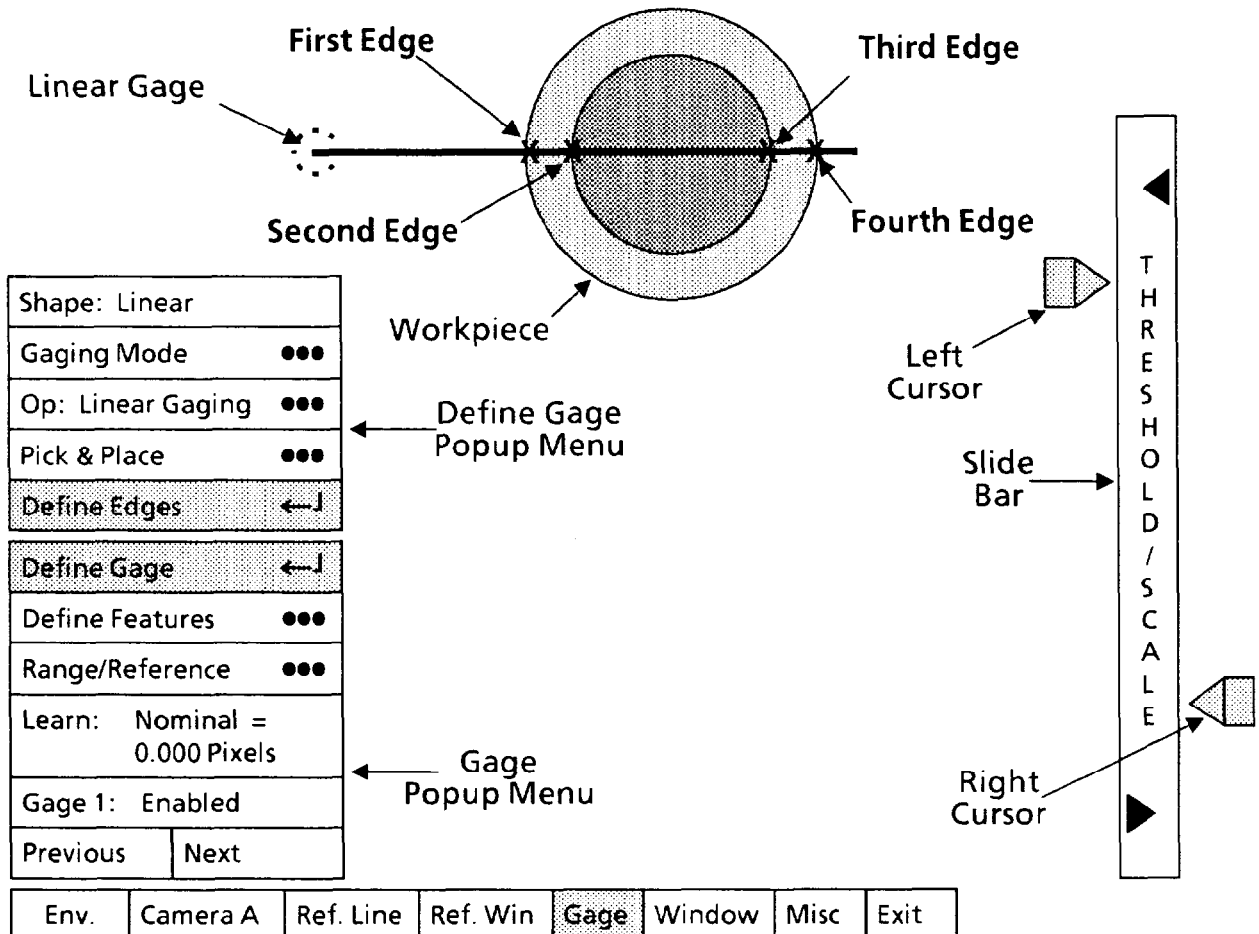 First Edge
Third Edge
Linear Gage
Second Edge
Fourth Edge
Workpiece
Shape: Linear
Gaging Mode •••
Op: Linear Gaging •••
Pick & Place •••
Define Edges ←┘
Define Gage
Popup Menu
Define Gage ←┘
Define Features •••
Range/Reference •••
Learn: Nominal =
0.000 Pixels
Gage 1: Enabled
Previous Next
Gage
Popup Menu
Left
Cursor
Slide
Bar
THRESHOLD/SCALE
Right
Cursor
Env. Camera A Ref. Line Ref. Win Gage Window Misc Exit